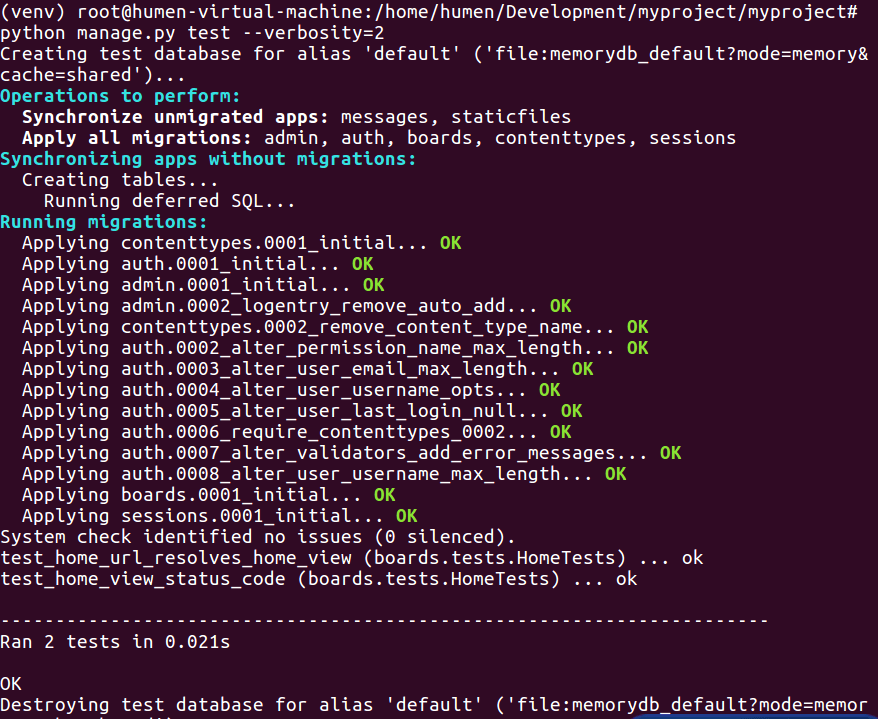 (venv) root@humen-virtual-machine:/home/humen/Development/myproject/myproject#
python manage.py test --verbosity=2
Creating test database for alias 'default' ('file:memorydb_default?mode=memory&
cache=shared')...
Operations to perform:
  Synchronize unmigrated apps: messages, staticfiles
  Apply all migrations: admin, auth, boards, contenttypes, sessions
Synchronizing apps without migrations:
  Creating tables...
    Running deferred SQL...
Running migrations:
  Applying contenttypes.0001_initial... OK
  Applying auth.0001_initial... OK
  Applying admin.0001_initial... OK
  Applying admin.0002_logentry_remove_auto_add... OK
  Applying contenttypes.0002_remove_content_type_name... OK
  Applying auth.0002_alter_permission_name_max_length... OK
  Applying auth.0003_alter_user_email_max_length... OK
  Applying auth.0004_alter_user_username_opts... OK
  Applying auth.0005_alter_user_last_login_null... OK
  Applying auth.0006_require_contenttypes_0002... OK
  Applying auth.0007_alter_validators_add_error_messages... OK
  Applying auth.0008_alter_user_username_max_length... OK
  Applying boards.0001_initial... OK
  Applying sessions.0001_initial... OK
System check identified no issues (0 silenced).
test_home_url_resolves_home_view (boards.tests.HomeTests) ... ok
test_home_view_status_code (boards.tests.HomeTests) ... ok

----------------------------------------------------------------------
Ran 2 tests in 0.021s

OK
Destroying test database for alias 'default' ('file:memorydb_default?mode=memor